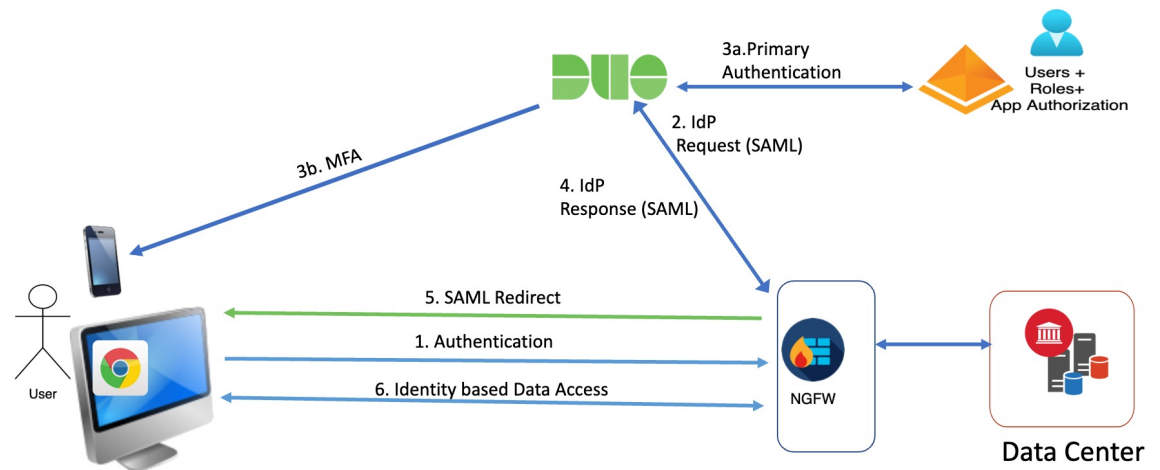 DUO
3a.Primary
Authentication
Users +
Roles+
App Authorization
2. IdP
Request (SAML)
3b. MFA
4. IdP
Response (SAML)
5. SAML Redirect
1. Authentication
6. Identity based Data Access
User
NGFW
Data Center